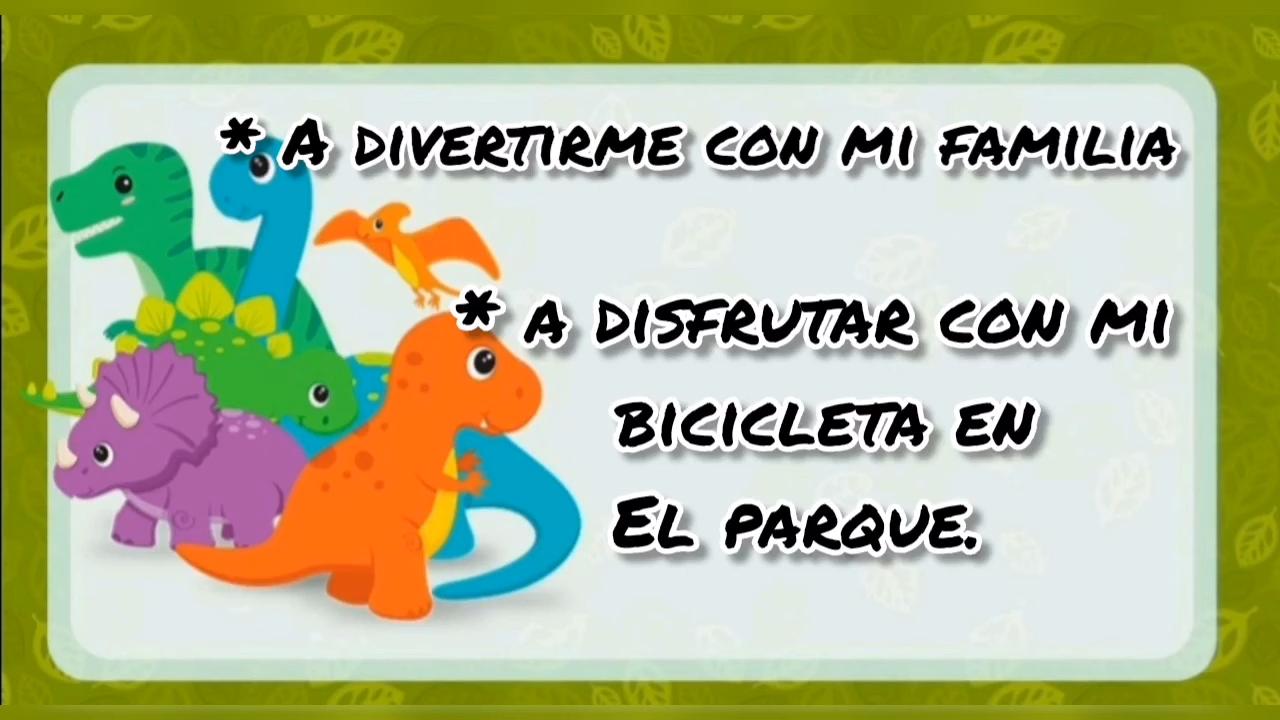 * A DIVERTIRME CON MI FAMILIA
* A DISFRUTAR CON MI
BICICLETA EN
EL PARQUE.